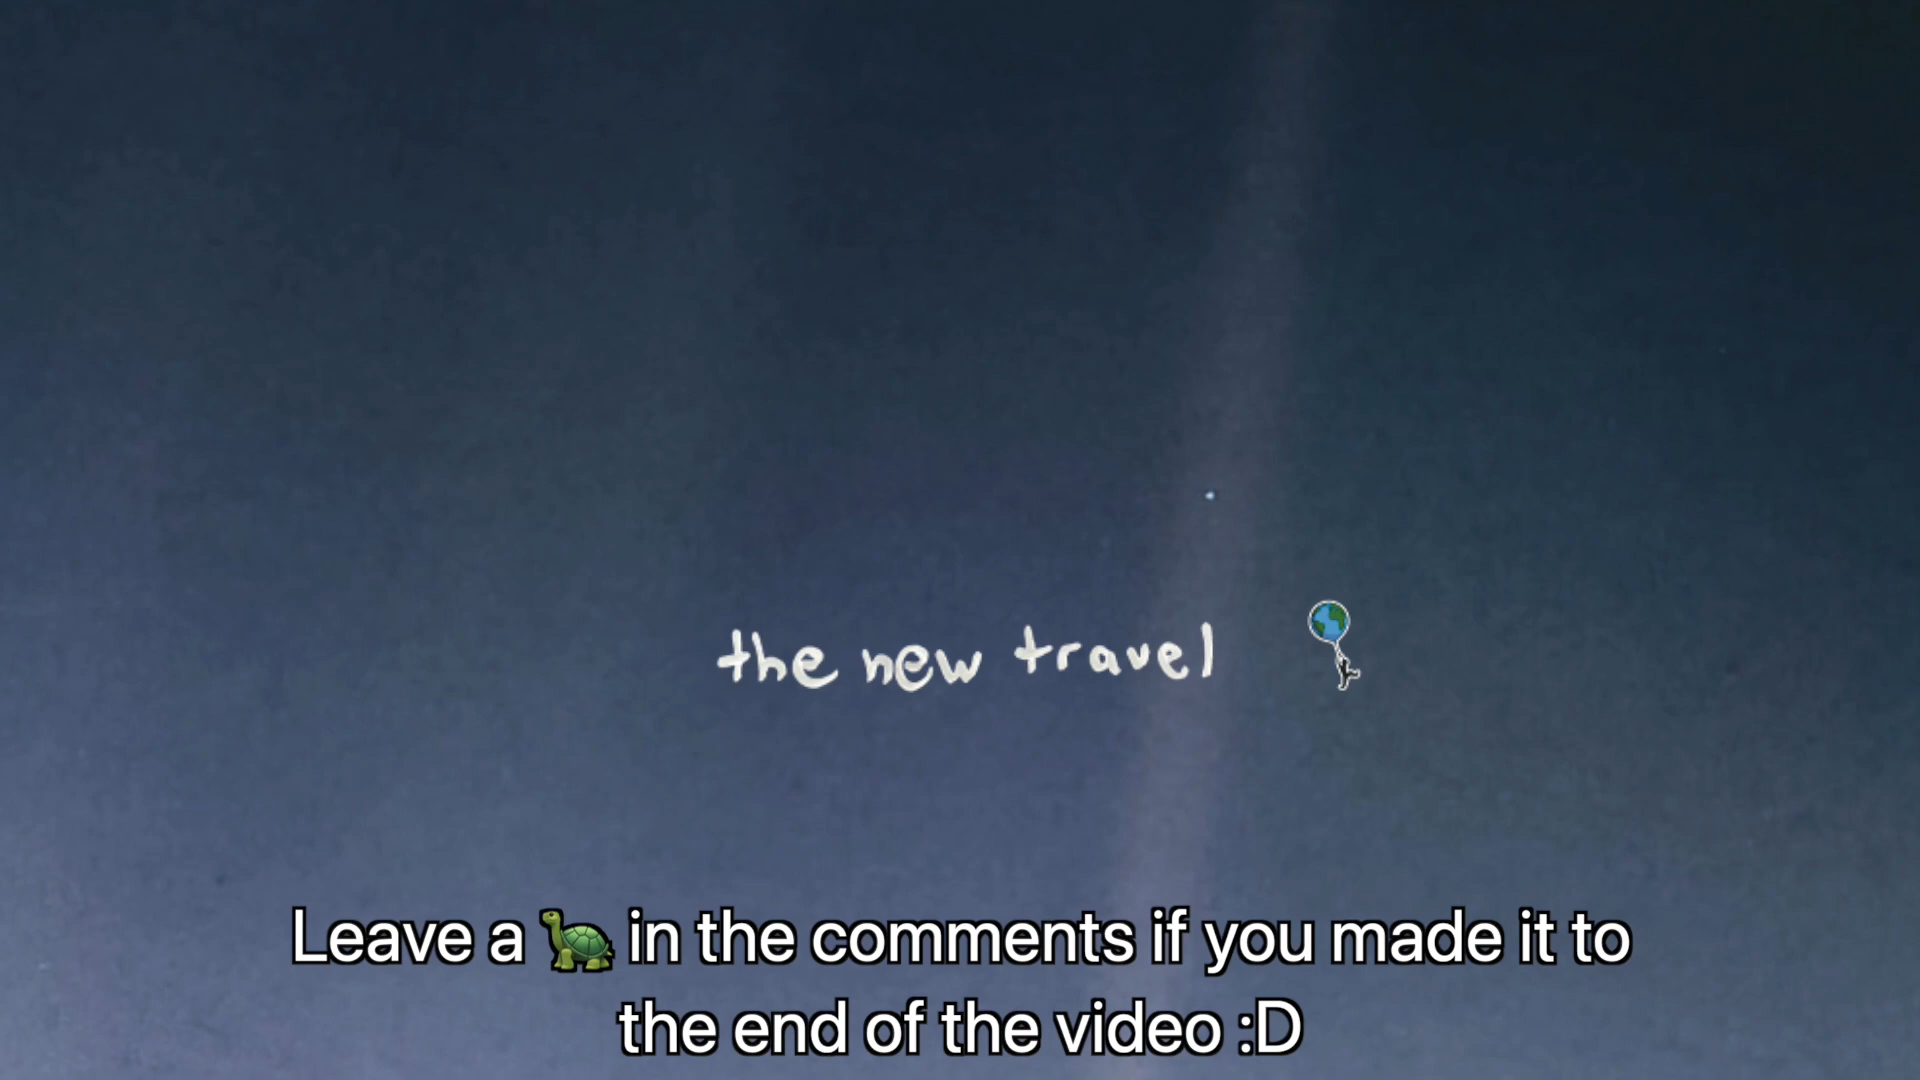 the new travel
Leave a 🐢 in the comments if you made it to
the end of the video :D